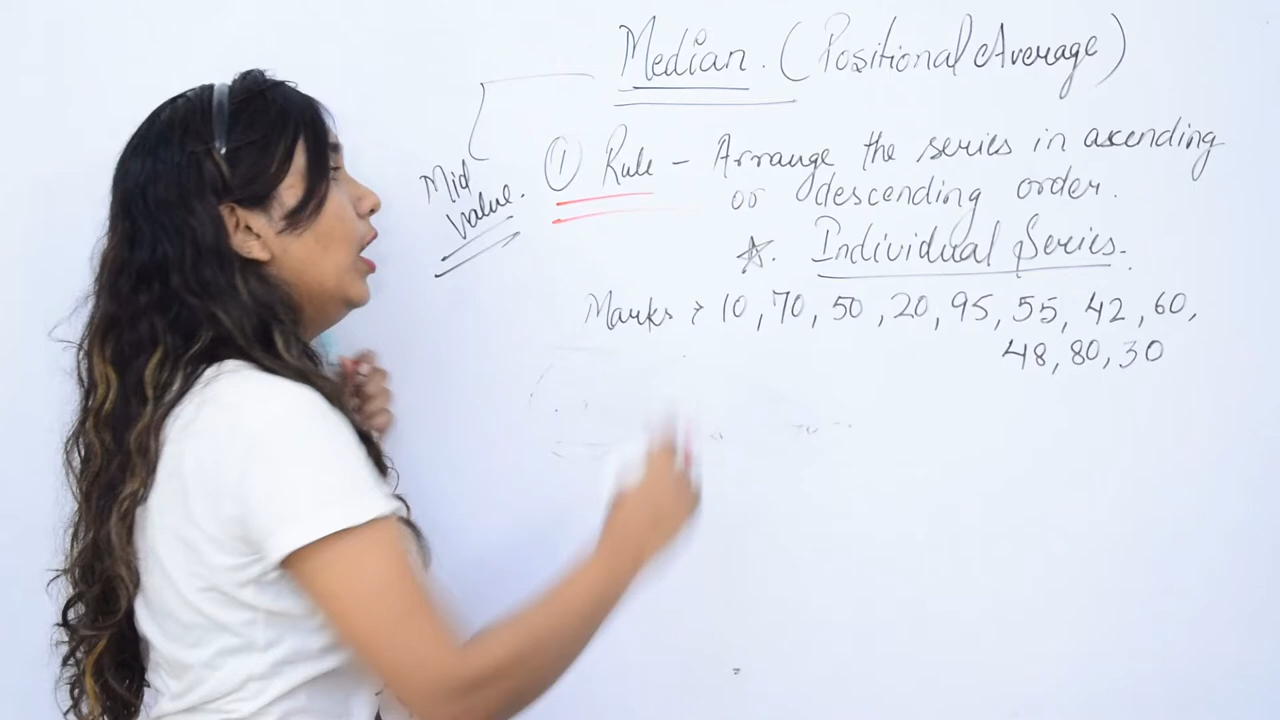 Median. (Positional Average)
Mid
Value.
① Rule - Arrange the series in ascending
or descending order.
☆. Individual Series.
Marks → 10, 70, 50, 20, 95, 55, 42, 60,
48, 80, 30